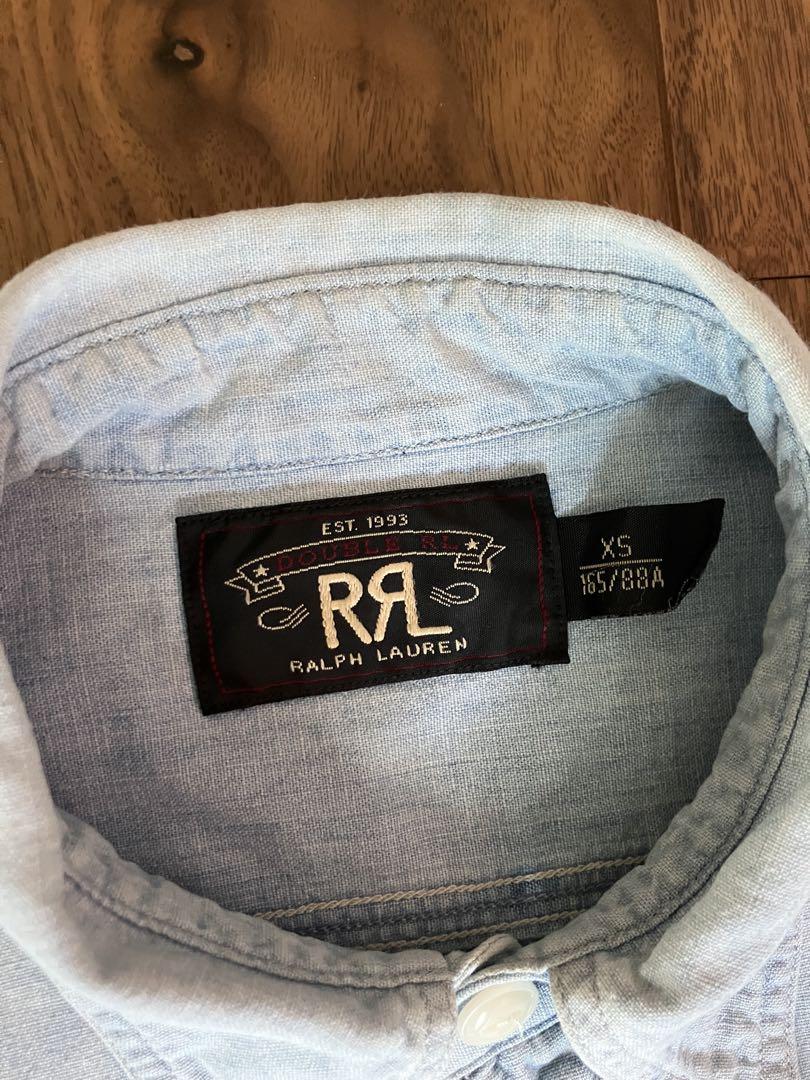 EST. 1993
DOUBLE RL
RRL
RALPH LAUREN
XS
165/88A